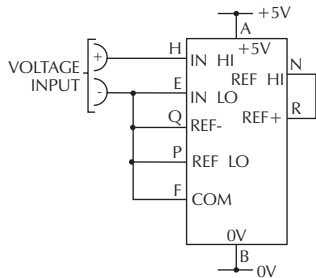 +5V
A
+5V
H
IN HI
N
REF HI
VOLTAGE
INPUT
+
-
E
IN LO
R
REF+
Q
REF-
P
REF LO
F
COM
0V
B
0V